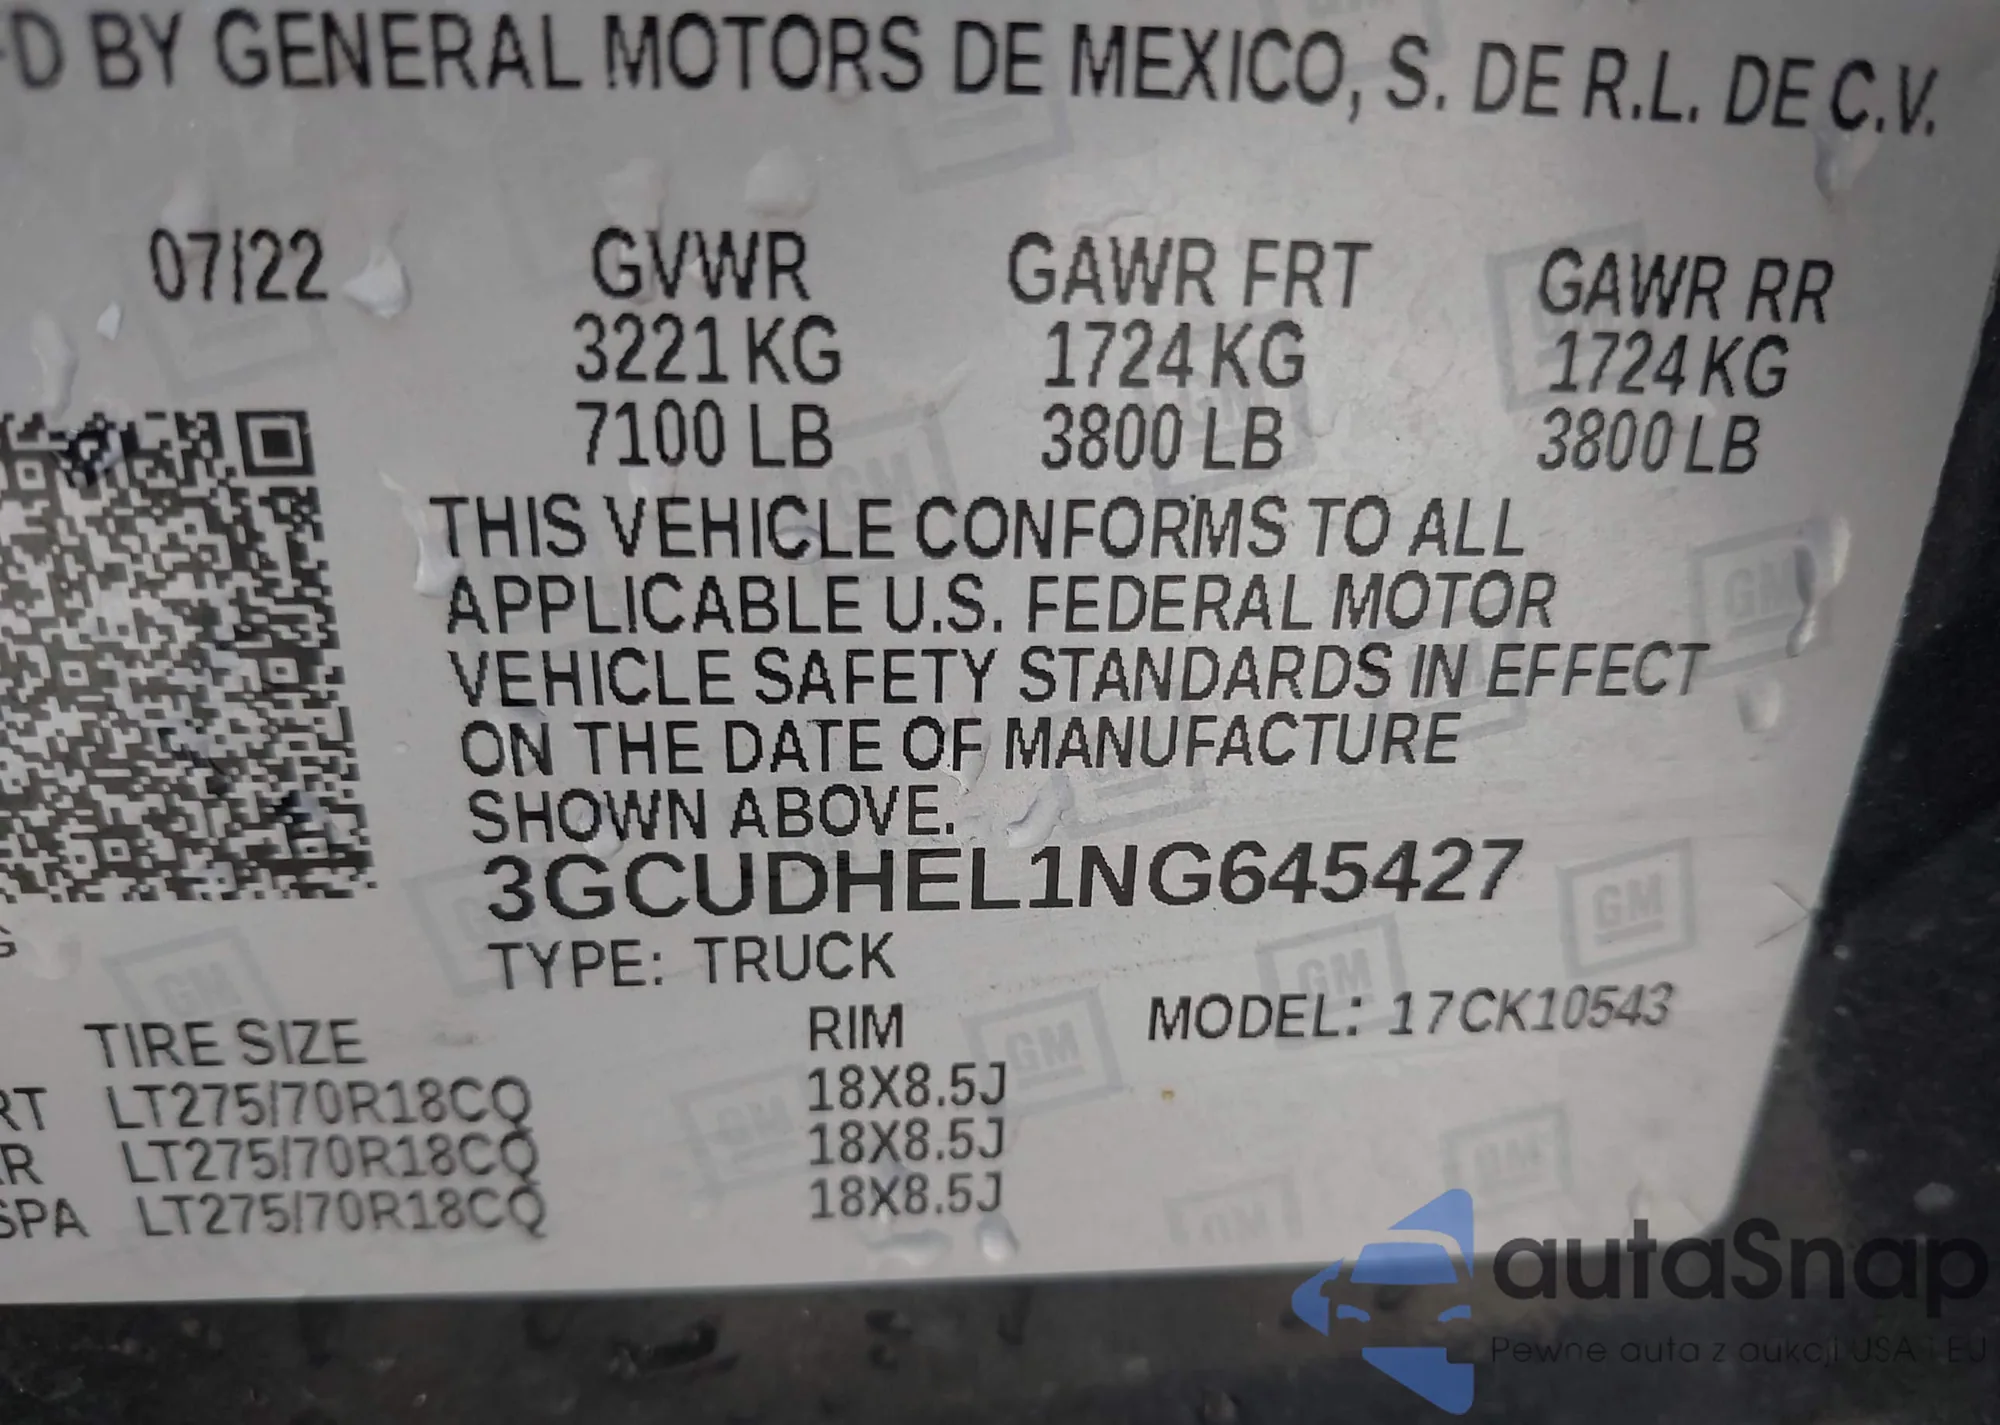 FD BY GENERAL MOTORS DE MEXICO, S. DE R.L. DE C.V.
07/22 GVWR GAWR FRT GAWR RR
3221 KG 1724 KG 1724 KG
7100 LB 3800 LB 3800 LB
THIS VEHICLE CONFORMS TO ALL
APPLICABLE U.S. FEDERAL MOTOR
VEHICLE SAFETY STANDARDS IN EFFECT
ON THE DATE OF MANUFACTURE
SHOWN ABOVE.
3GCUDHEL1NG645427
TYPE: TRUCK
TIRE SIZE RIM MODEL: 17CK10543
RT LT275/70R18CQ 18X8.5J
RR LT275/70R18CQ 18X8.5J
SPA LT275/70R18CQ 18X8.5J
autaSnap
Pewne auta z aukcji USA i EU